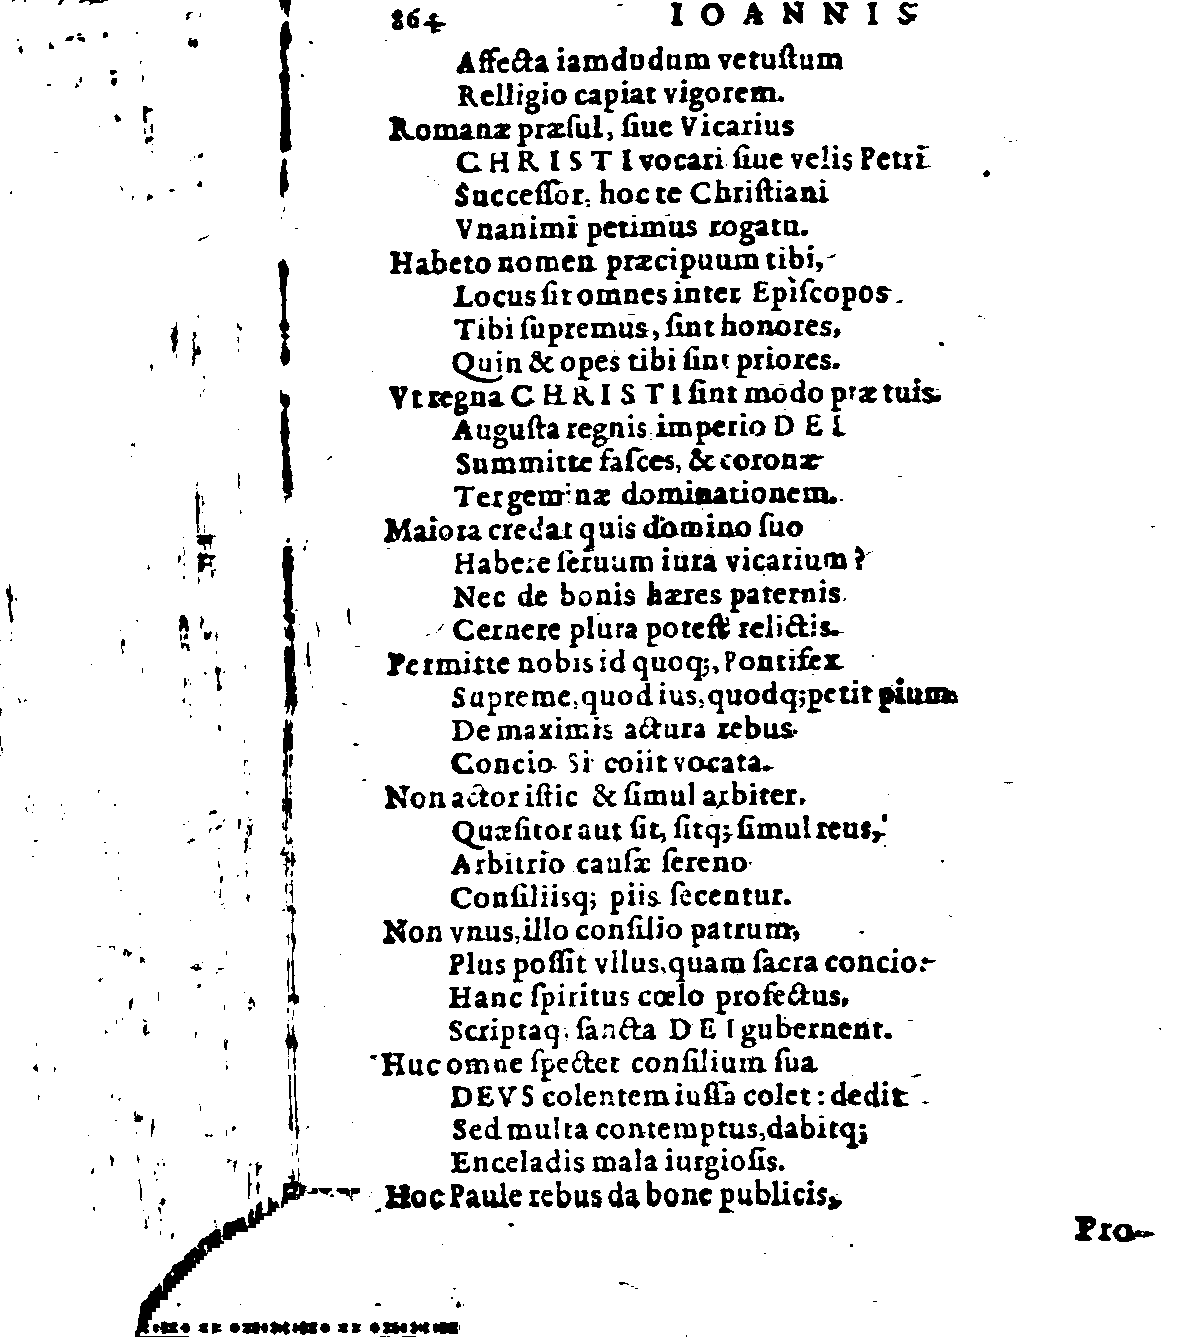 864 IOANNIS
Affecta iamdudum vetuſtum
Relligio capiat vigorem.
Romanæ præſul, ſiue Vicarius
CHRISTI vocari ſiue velis Petri
Succeſſor, hoc te Chriſtiani
Vnanimi petimus rogatu.
Habeto nomen præcipuum tibi,
Locus ſit omnes inter Epiſcopos.
Tibi ſupremus, ſint honores,
Quin & opes tibi ſint priores.
Vt regna CHRISTI ſint modo præ tuis.
Auguſta regnis imperio DEI
Summitte faſces, & coronæ
Tergeminæ dominationem.
Maiora credat quis domino ſuo
Habere ſeruum iura vicarium?
Nec de bonis hæres paternis
Cernere plura poteſt relictis.
Permitte nobis id quoq;, Pontifex
Supreme, quod ius, quodq; petit pium.
De maximis actura rebus
Concio Si coiit vocata.
Non actor iſtic & ſimul arbiter,
Quæſitor aut ſit, ſitq; ſimul reus,
Arbitrio cauſæ ſereno
Conſiliisq; piis ſecentur.
Non vnus, illo conſilio patrum,
Plus poſſit vllus, quam ſacra concio:
Hanc ſpiritus cœlo profectus,
Scriptaq; ſancta DEI gubernent.
Huc omne ſpectet conſilium ſua
DEVS colentem iuſſa colet: dedit
Sed multa contemptus, dabitq;
Enceladis mala iurgioſis.
Hoc Paule rebus da bone publicis,
Pro-